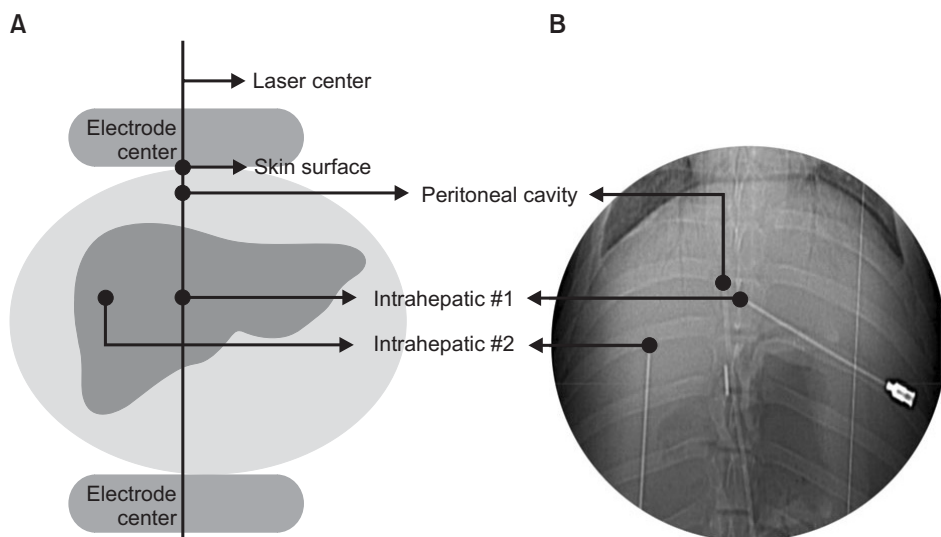 A
B
Laser center
Electrode
center
Skin surface
Peritoneal cavity
Intrahepatic #1
Intrahepatic #2
Electrode
center